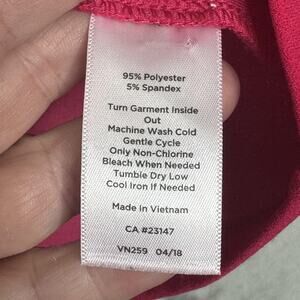 95% Polyester
5% Spandex
Turn Garment Inside
Out
Machine Wash Cold
Gentle Cycle
Only Non-Chlorine
Bleach When Needed
Tumble Dry Low
Cool Iron If Needed
Made in Vietnam
CA #23147
VN259 04/18